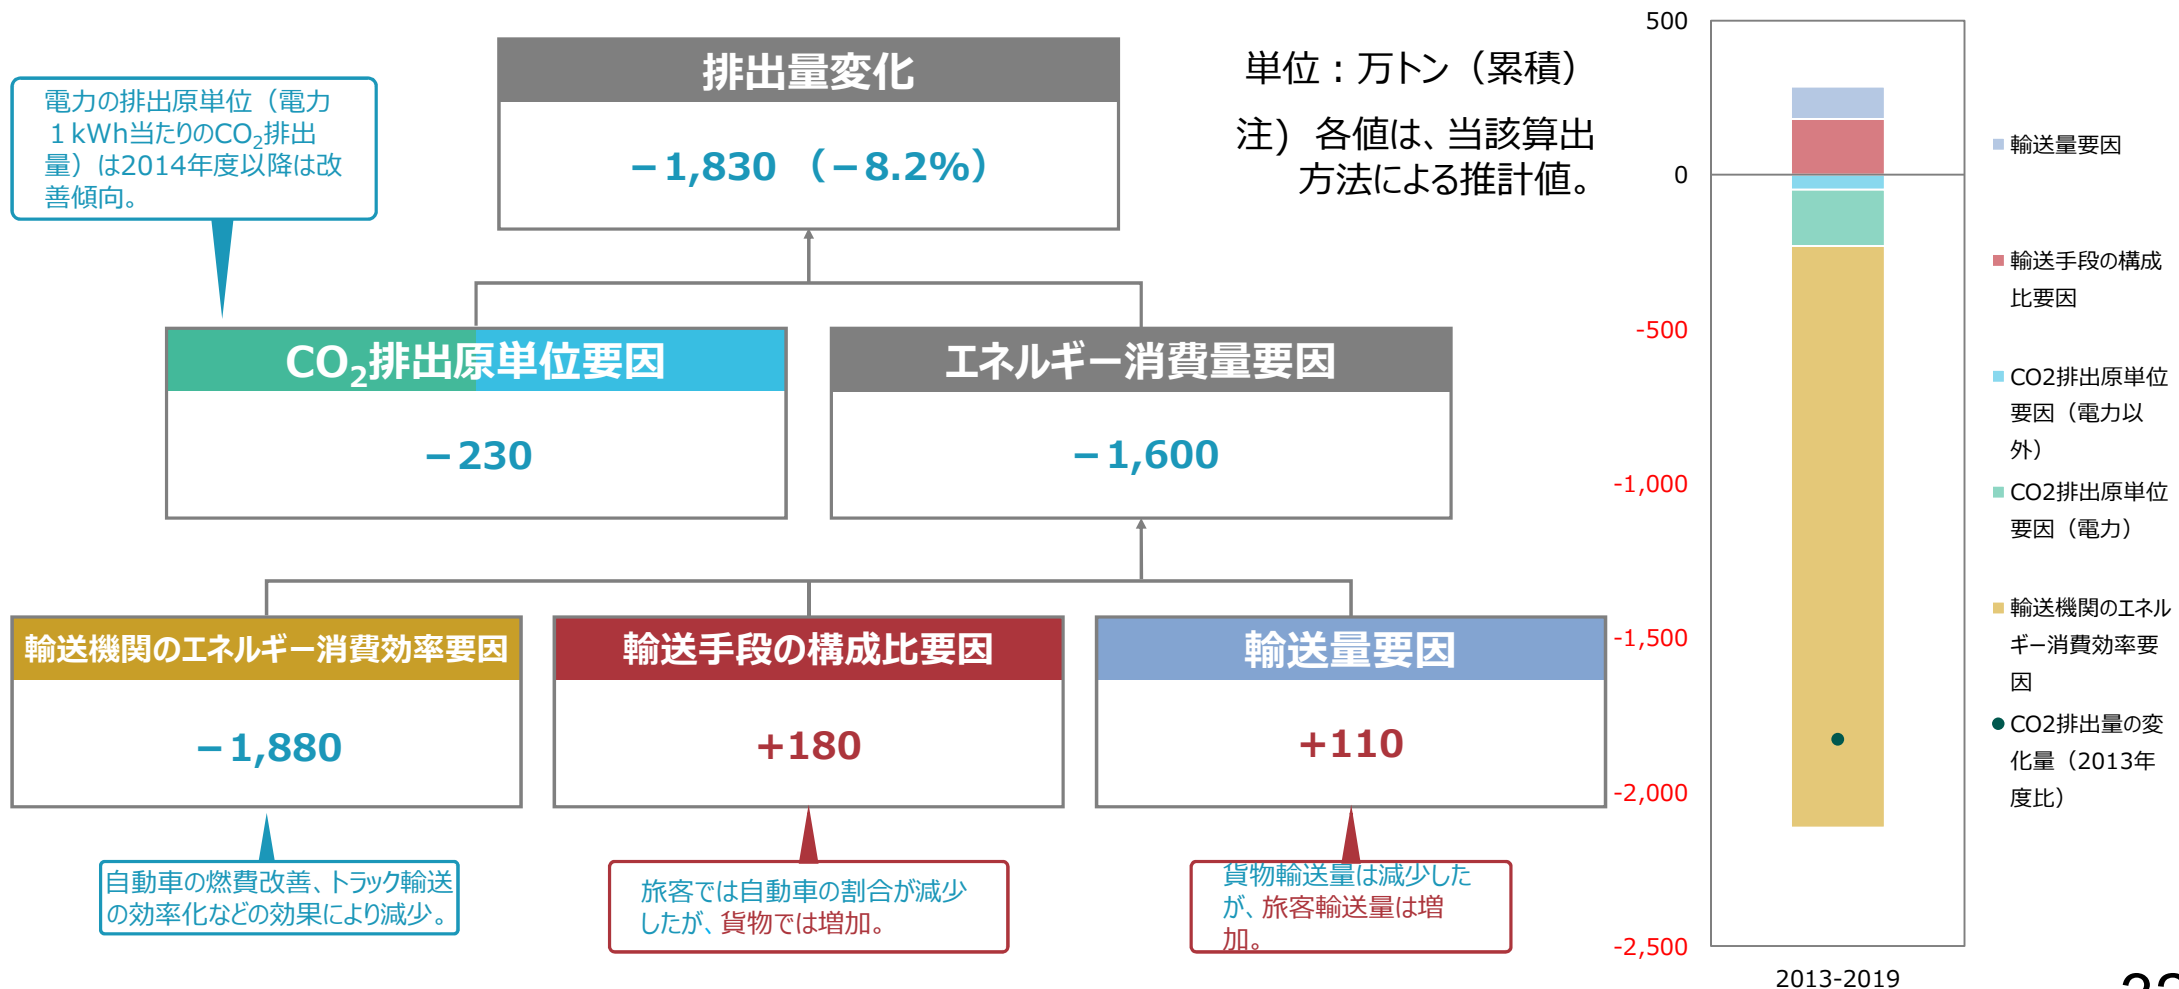 排出量変化
－1,830（－8.2%）
単位：万トン（累積）
注）各値は、当該算出
方法による推計値。
電力の排出原単位（電力
１kWh当たりのCO₂排出
量）は2014年度以降は改
善傾向。
CO₂排出原単位要因
－230
エネルギー消費量要因
－1,600
輸送機関のエネルギー消費効率要因
－1,880
輸送手段の構成比要因
+180
輸送量要因
+110
自動車の燃費改善、トラック輸送
の効率化などの効果により減少。
旅客では自動車の割合が減少
したが、貨物では増加。
貨物輸送量は減少した
が、旅客輸送量は増
加。
500
0
-500
-1,000
-1,500
-2,000
-2,500
2013-2019
輸送量要因
輸送手段の構成
比要因
CO2排出原単位
要因（電力以
外）
CO2排出原単位
要因（電力）
輸送機関のエネル
ギー消費効率要
因
CO2排出量の変
化量（2013年
度比）